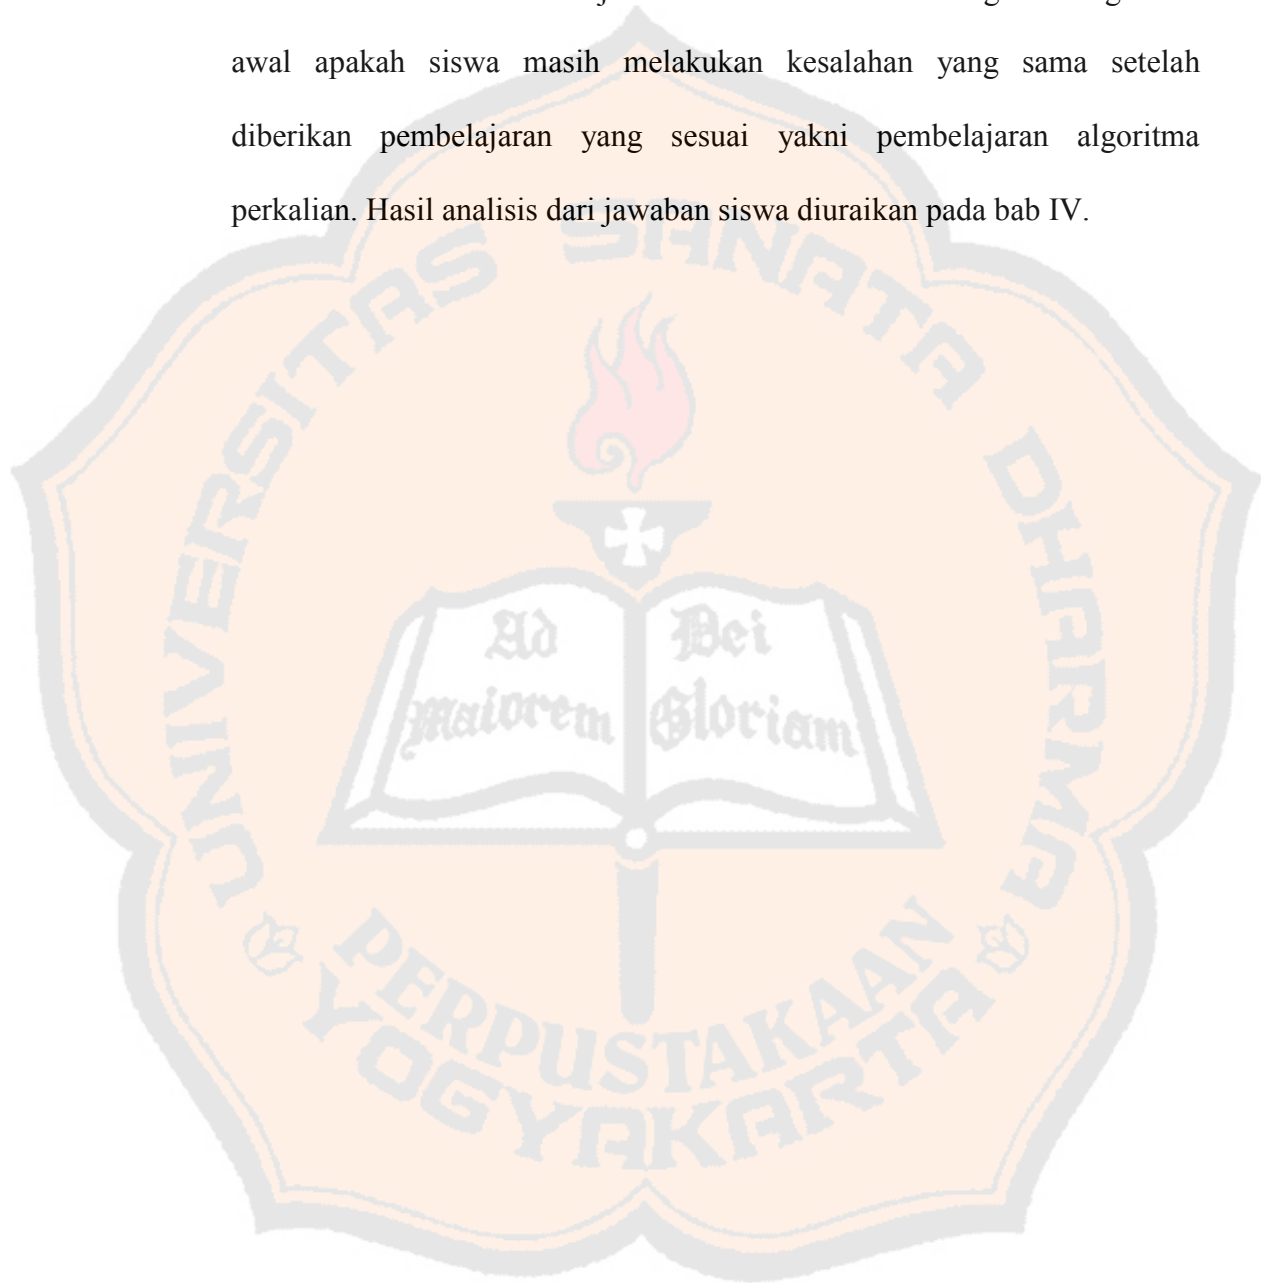 awal apakah siswa masih melakukan kesalahan yang sama setelah
diberikan pembelajaran yang sesuai yakni pembelajaran algoritma
perkalian. Hasil analisis dari jawaban siswa diuraikan pada bab IV.
UNIVERSITAS SANATA DHARMA
Ad Dei
Maiorem Gloriam
PERPUSTAKAAN
YOGYAKARTA